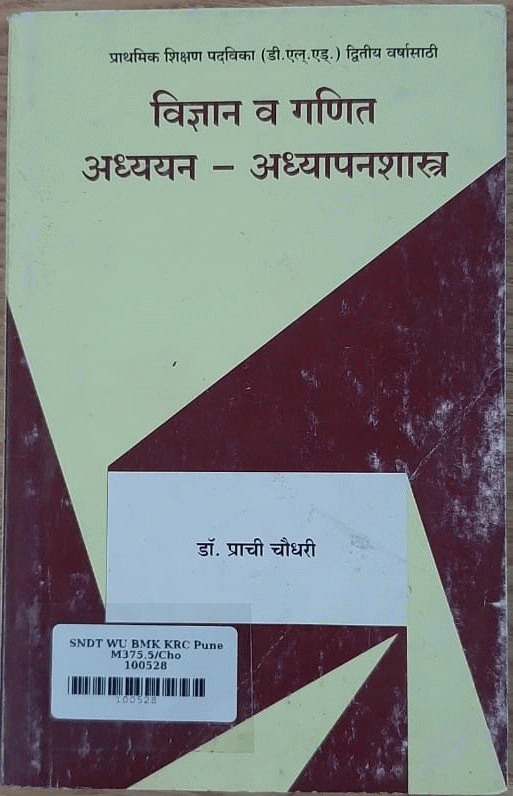 प्राथमिक शिक्षण पदविका (डी.एल्.एड्.) द्वितीय वर्षासाठी
विज्ञान व गणित
अध्ययन – अध्यापनशास्त्र
डॉ. प्राची चौधरी
SNDT WU BMK KRC Pune
M375.5/Cho
100528
100528